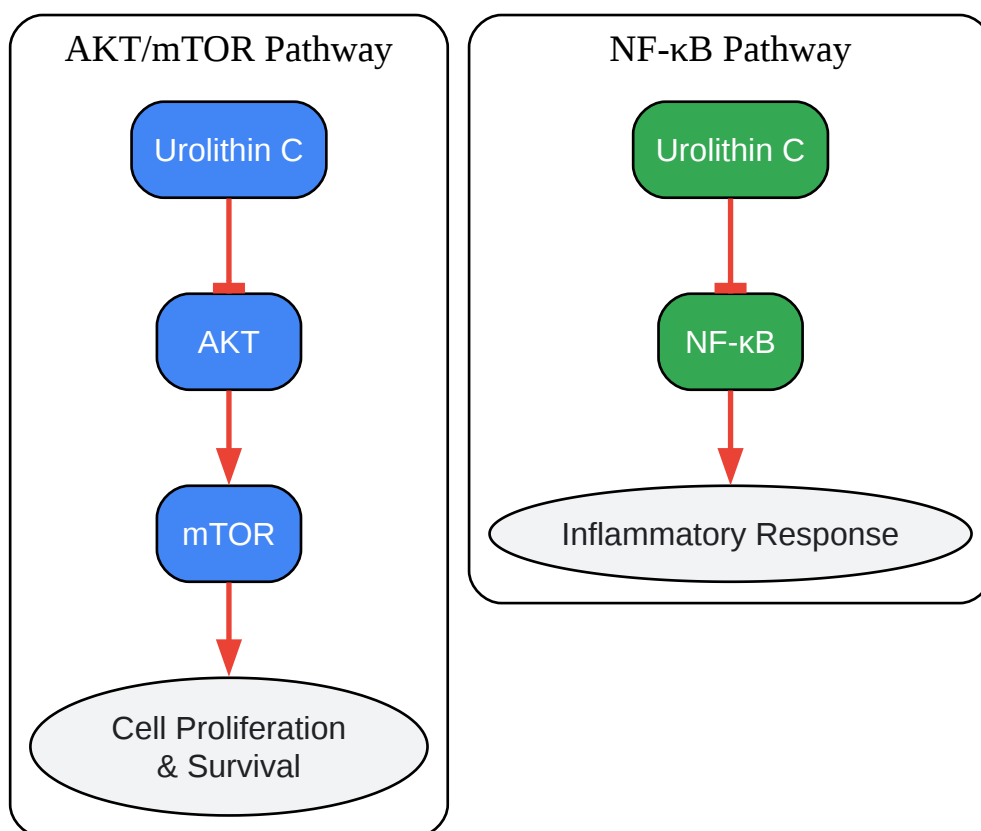 AKT/mTOR Pathway
Urolithin C
AKT
mTOR
Cell Proliferation
& Survival
NF-κB Pathway
Urolithin C
NF-κB
Inflammatory Response